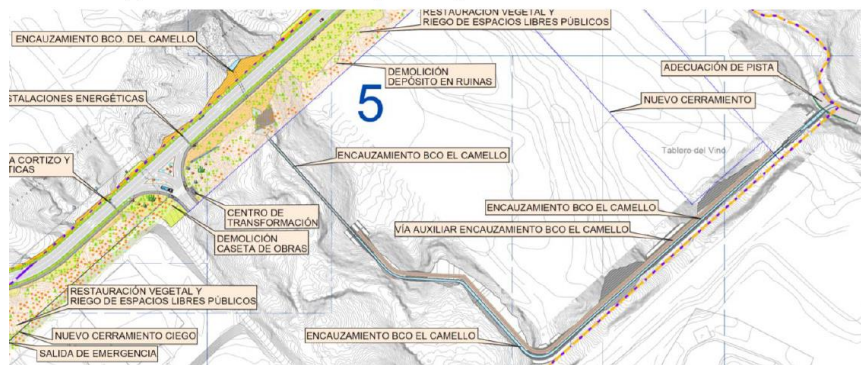 RESTAURACIÓN VEGETAL Y
RIEGO DE ESPACIOS LIBRES PÚBLICOS
ENCAUZAMIENTO BCO. DEL CAMELLO
DEMOLICIÓN
DEPÓSITO EN RUINAS
5
ADECUACIÓN DE PISTA
NUEVO CERRAMIENTO
STALACIONES ENERGÉTICAS
Tablero del Vino
ENCAUZAMIENTO BCO EL CAMELLO
A CORTIZO Y
TICAS
CENTRO DE
TRANSFORMACIÓN
DEMOLICIÓN
CASETA DE OBRAS
ENCAUZAMIENTO BCO EL CAMELLO
VÍA AUXILIAR ENCAUZAMIENTO BCO EL CAMELLO
RESTAURACIÓN VEGETAL Y
RIEGO DE ESPACIOS LIBRES PÚBLICOS
NUEVO CERRAMIENTO CIEGO
SALIDA DE EMERGENCIA
ENCAUZAMIENTO BCO EL CAMELLO